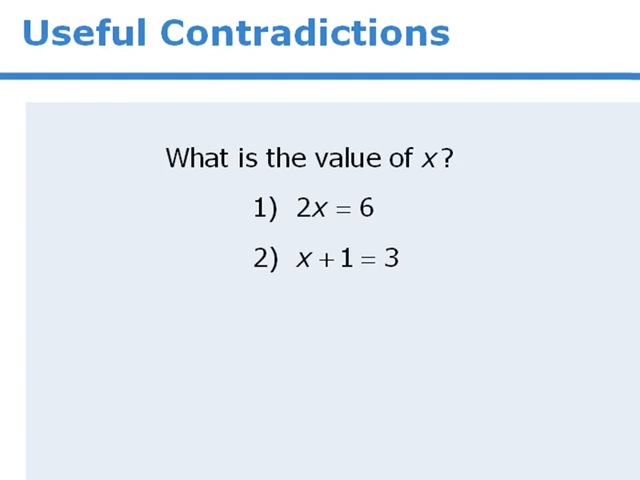 Useful Contradictions
What is the value of x?
1) 2x = 6
2) x + 1 = 3